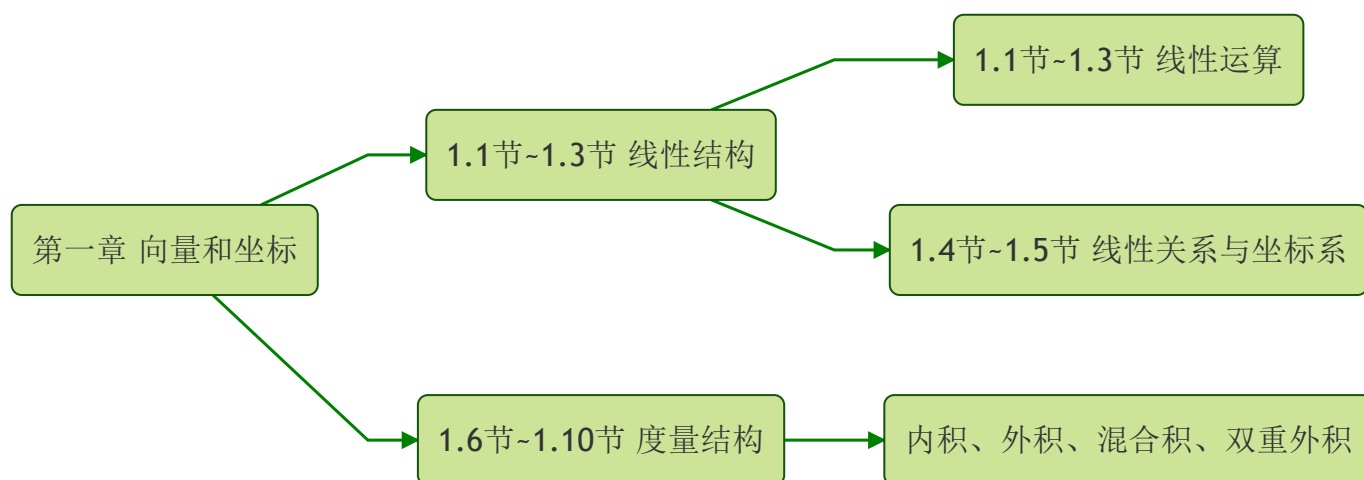 1.1节~1.3节 线性运算
1.1节~1.3节 线性结构
第一章 向量和坐标
1.4节~1.5节 线性关系与坐标系
1.6节~1.10节 度量结构
内积、外积、混合积、双重外积